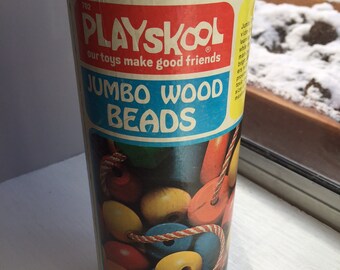 PLAYSKOOL®
our toys make good friends
JUMBO WOOD
BEADS